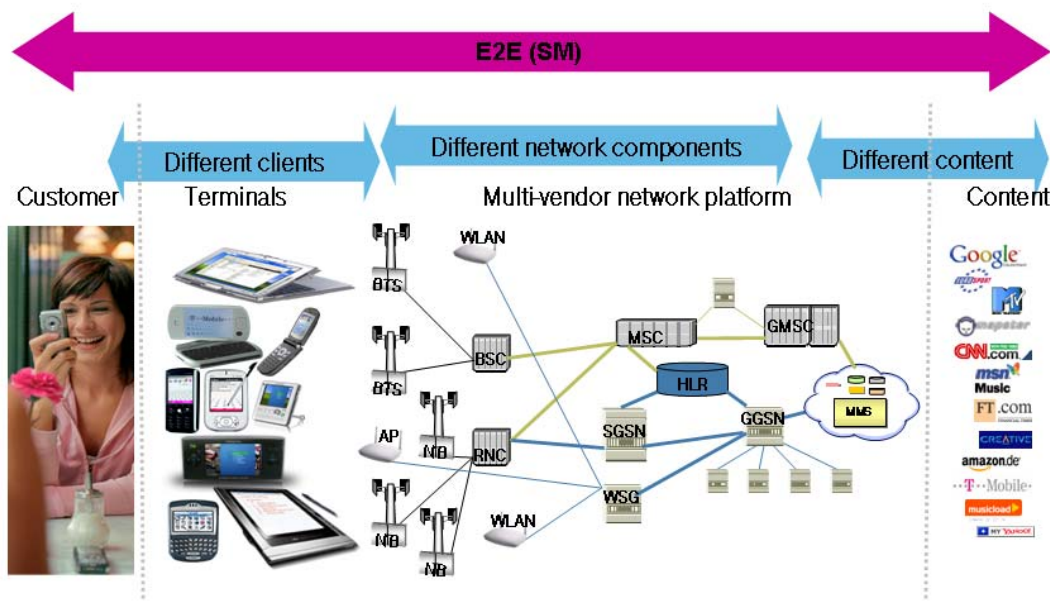 E2E (SM)
Different clients
Different network components
Different content
Customer
Terminals
Multi-vendor network platform
Content
WLAN
BTS
BSC
BTS
MSC
GMSC
HLR
MMS
AP
NB
RNC
SGSN
GGSN
WSG
NB
NB
WLAN
Google
MTV
napster
CNN.com
msn
Music
FT.com
CREATIVE
amazon.de
T··Mobile·
musicload
MY YAHOO!